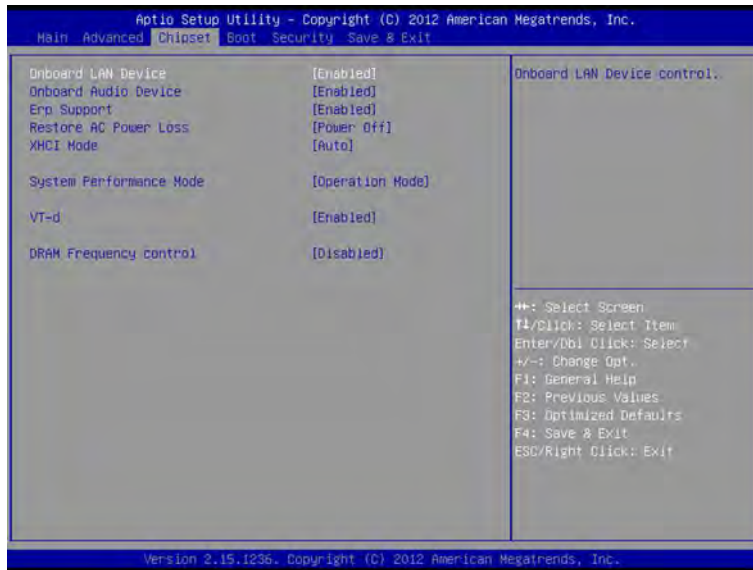 Aptio Setup Utility - Copyright (C) 2012 American Megatrends, Inc.
Main Advanced Chipset Boot Security Save & Exit
Onboard LAN Device [Enabled]
Onboard Audio Device [Enabled]
Erp Support [Enabled]
Restore AC Power Loss [Power Off]
XHCI Mode [Auto]
System Performance Mode [Operation Mode]
VT-d [Enabled]
DRAM Frequency control [Disabled]
Onboard LAN Device control.
→←: Select Screen
↑↓/Click: Select Item
Enter/Dbl Click: Select
+/-: Change Opt.
F1: General Help
F2: Previous Values
F3: Optimized Defaults
F4: Save & Exit
ESC/Right Click: Exit
Version 2.15.1236. Copyright (C) 2012 American Megatrends, Inc.